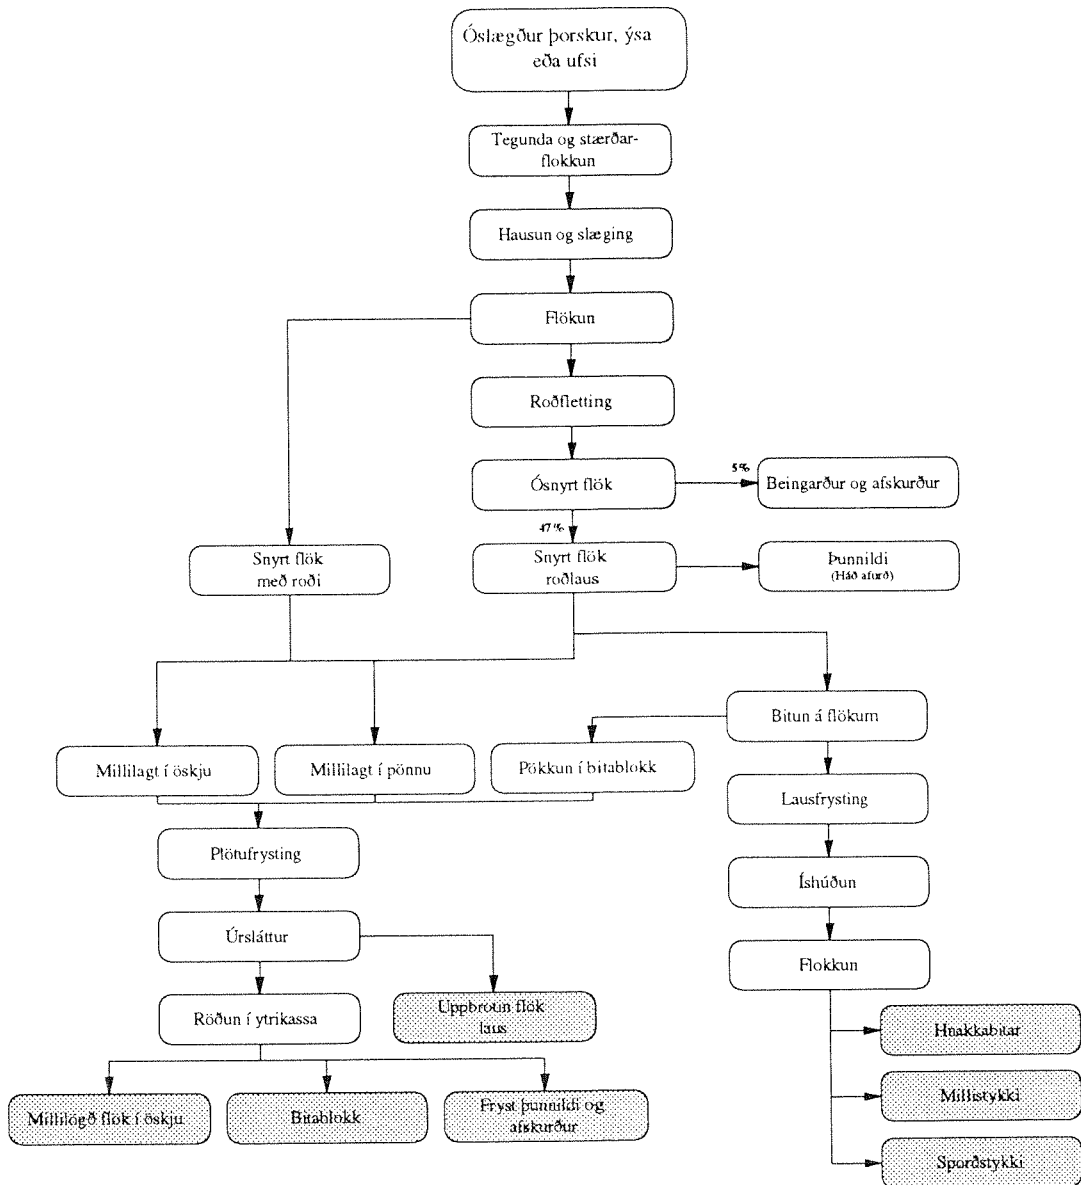 Óslægður þorskur, ýsa
eða ufsi
Tegunda og stærðar-
flokkun
Hausun og slæging
Flökun
Roðfletting
Ósnyrt flök
5%
Beingarður og afskurður
47%
Snyrt flök
með roði
Snyrt flök
roðlaus
Þunnildi
(Háð afurð)
Bitun á flökum
Millilagt í öskju
Millilagt í pönnu
Pökkun í bitablokk
Lausfrysting
Plötufrysting
Íshúðun
Úrsláttur
Flokkun
Röðun í ytrikassa
Uppbrotin flök
laus
Hnakkabitar
Millilögð flök í öskju
Bitablokk
Fryst þunnildi og
afskurður
Millistykki
Sporðstykki